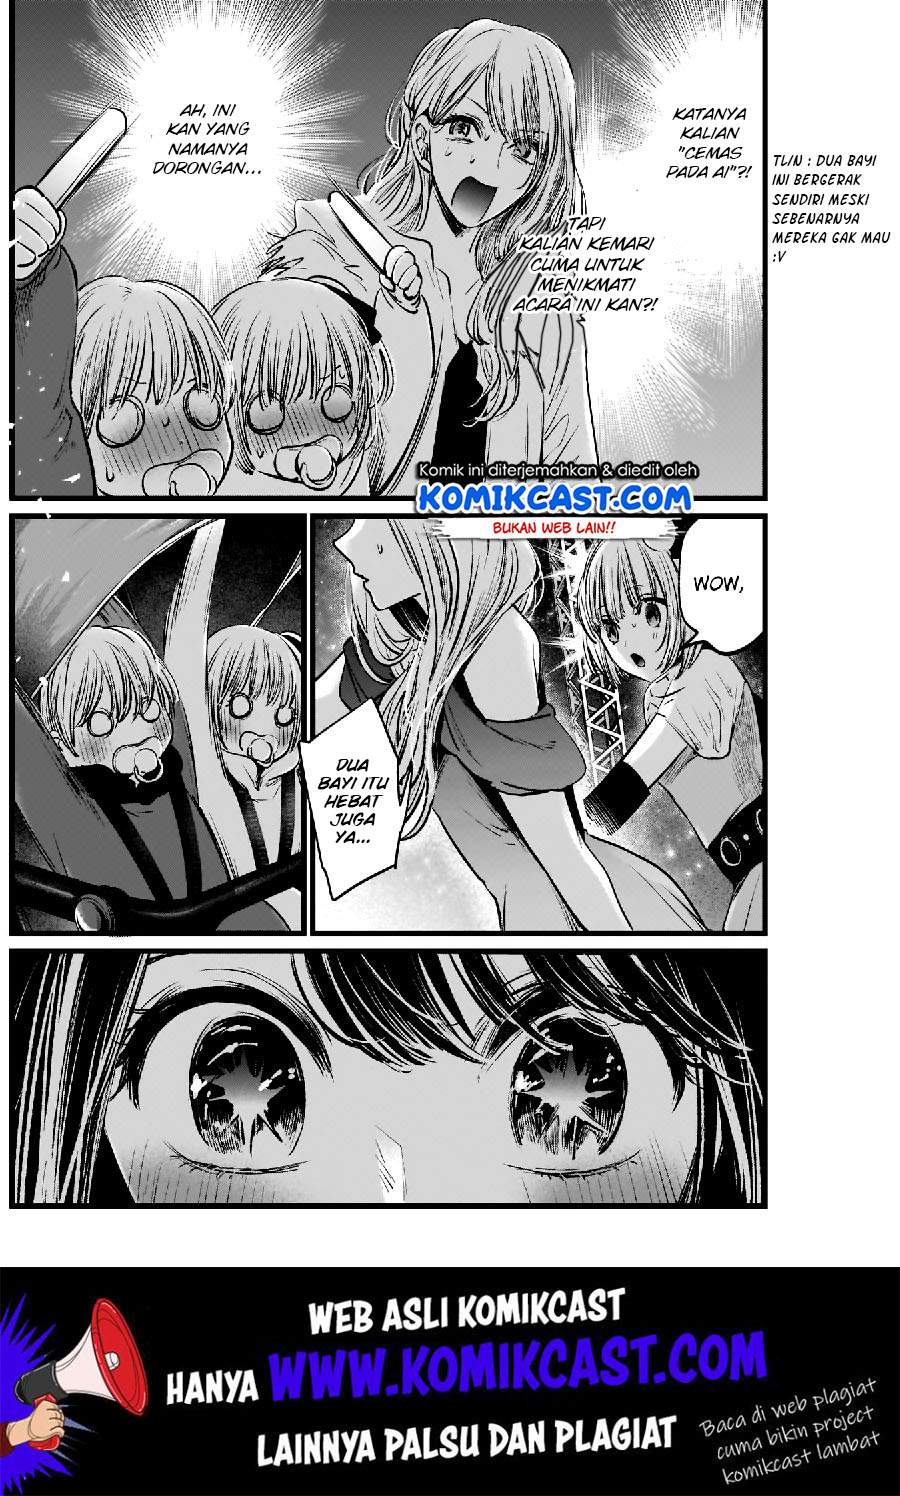 KATANYA
KALIAN
"CEMAS
PADA AI"?!
TAPI
KALIAN KEMARI
CUMA UNTUK
MENIKMATI
ACARA INI KAN?!
AH, INI
KAN YANG
NAMANYA
DORONGAN...
TL/N : DUA BAYI
INI BERGERAK
SENDIRI MESKI
SEBENARNYA
MEREKA GAK MAU
:V
Komik ini diterjemahkan & diedit oleh
KOMIKCAST.COM
BUKAN WEB LAIN!!
WOW,
DUA
BAYI ITU
HEBAT
JUGA
YA...
WEB ASLI KOMIKCAST
HANYA WWW.KOMIKCAST.COM
LAINNYA PALSU DAN PLAGIAT
Baca di web plagiat
cuma bikin project
komikcast lambat